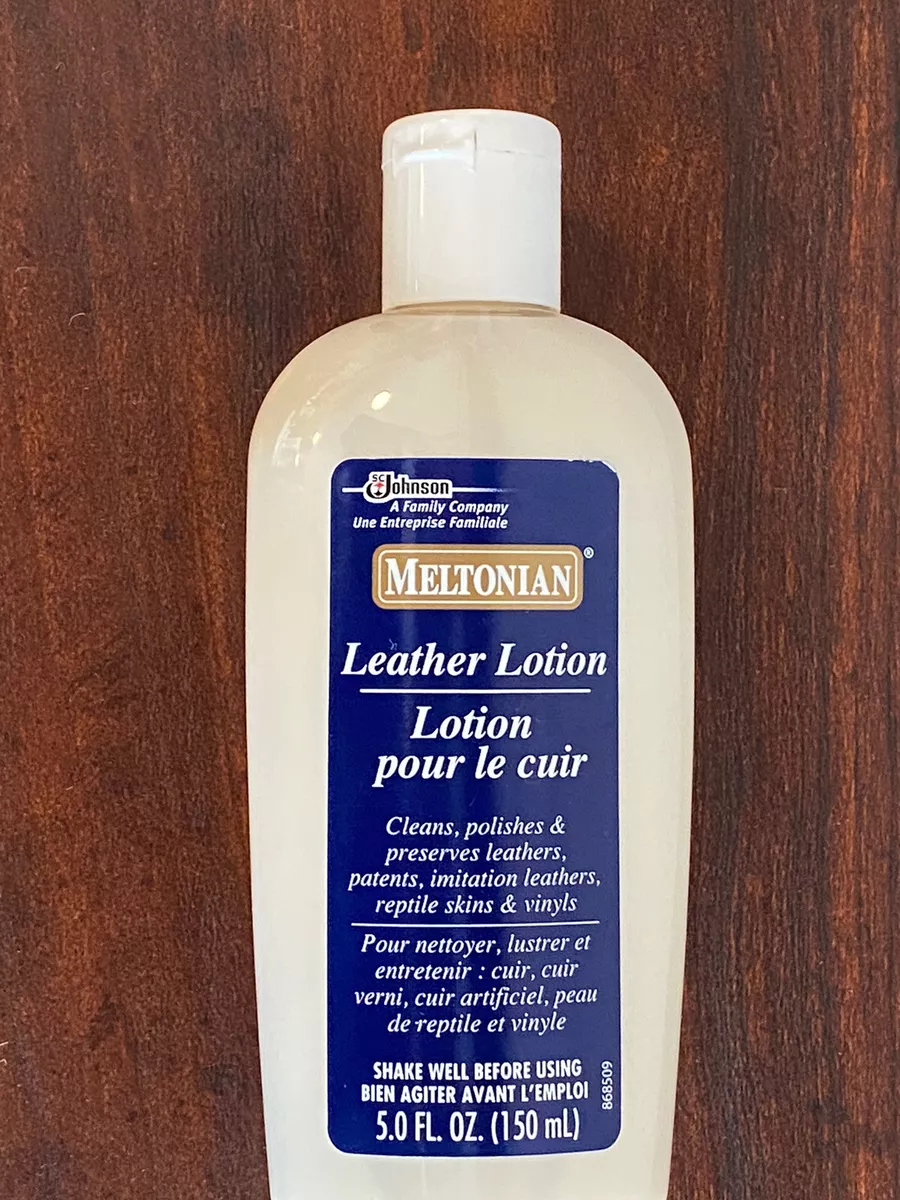 SC Johnson
A Family Company
Une Entreprise Familiale
MELTONIAN®
Leather Lotion
Lotion
pour le cuir
Cleans, polishes &
preserves leathers,
patents, imitation leathers,
reptile skins & vinyls
Pour nettoyer, lustrer et
entretenir : cuir, cuir
verni, cuir artificiel, peau
de reptile et vinyle
SHAKE WELL BEFORE USING
BIEN AGITER AVANT L'EMPLOI
5.0 FL. OZ. (150 mL)
868509